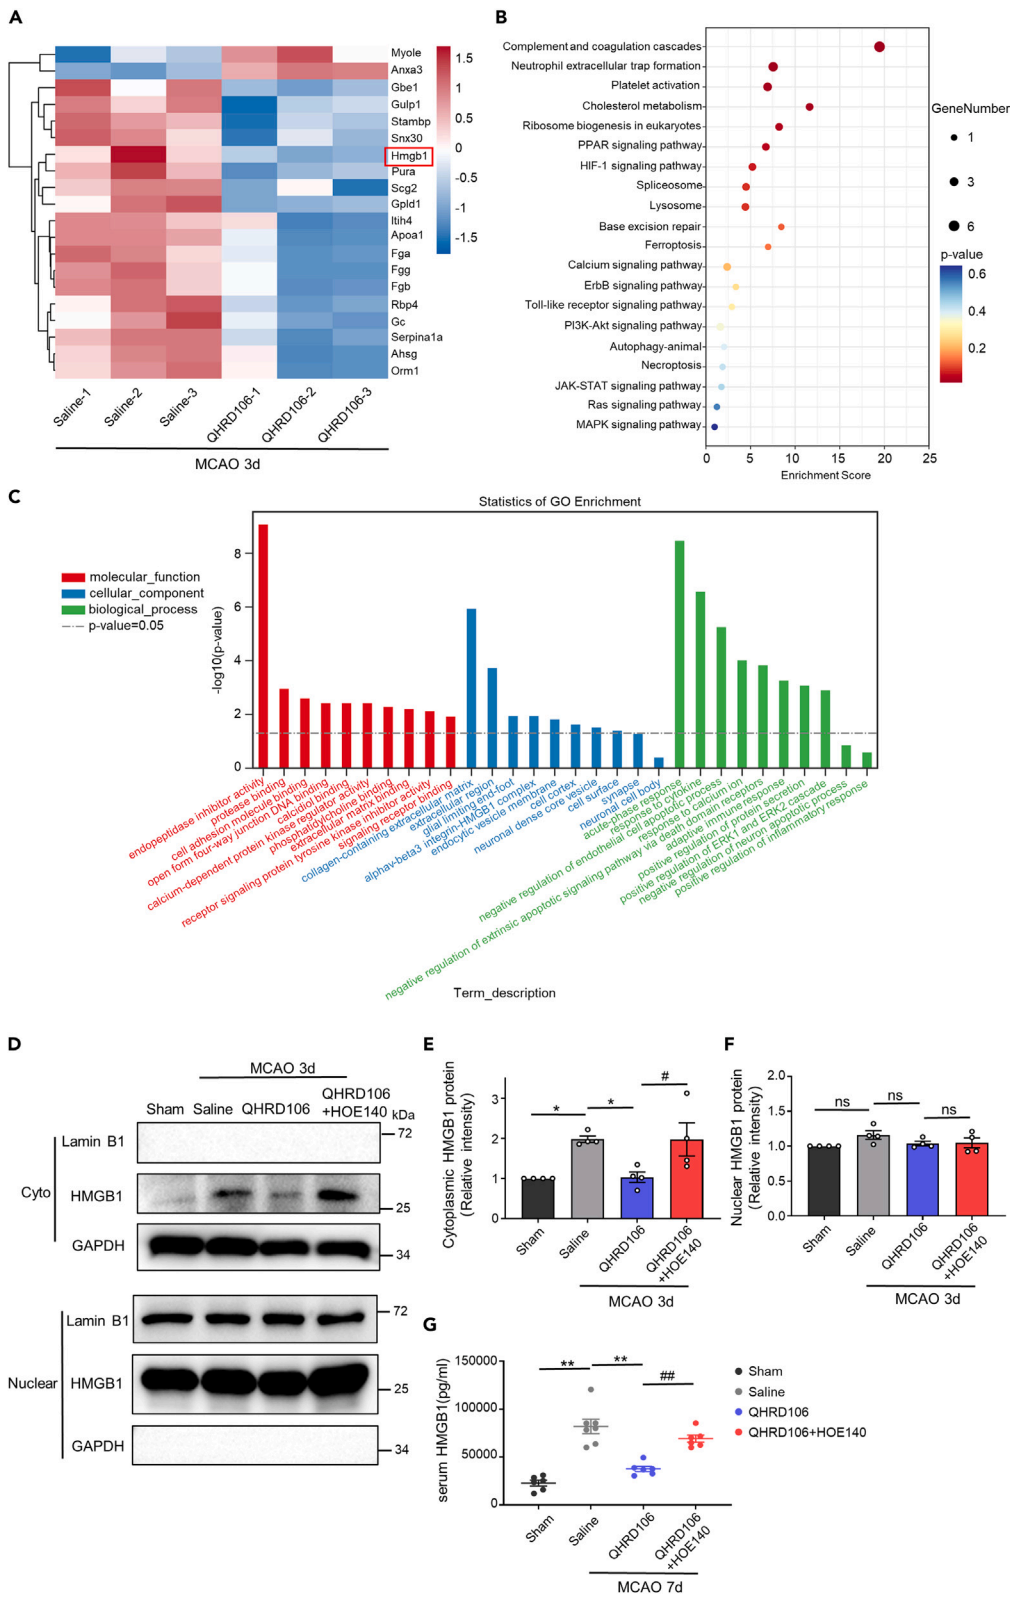 A
Myole
Anxa3
Gbe1
Gulp1
Stambp
Snx30
Hmgb1
Pura
Scg2
Gpld1
Itih4
Apoa1
Fga
Fgg
Fgb
Rbp4
Gc
Serpina1a
Ahsg
Orm1
1.5
1
0.5
0
-0.5
-1
-1.5
Saline-1
Saline-2
Saline-3
QHRD106-1
QHRD106-2
QHRD106-3
MCAO 3d
B
Complement and coagulation cascades
Neutrophil extracellular trap formation
Platelet activation
Cholesterol metabolism
Ribosome biogenesis in eukaryotes
PPAR signaling pathway
HIF-1 signaling pathway
Spliceosome
Lysosome
Base excision repair
Ferroptosis
Calcium signaling pathway
ErbB signaling pathway
Toll-like receptor signaling pathway
PI3K-Akt signaling pathway
Autophagy-animal
Necroptosis
JAK-STAT signaling pathway
Ras signaling pathway
MAPK signaling pathway
0 5 10 15 20 25
Enrichment Score
GeneNumber
1
3
6
p-value
0.6
0.4
0.2
C
Statistics of GO Enrichment
molecular_function
cellular_component
biological_process
p-value=0.05
-log10(p-value)
8
6
4
2
0
endopeptidase inhibitor activity
protease binding
cell adhesion molecule binding
open form four-way junction DNA binding
calcidiol binding
calcium-dependent protein kinase regulator activity
phosphatidylcholine binding
extracellular matrix binding
receptor signaling protein tyrosine kinase inhibitor activity
signaling receptor binding
collagen-containing extracellular matrix
extracellular region
glial limiting end-foot
alphav-beta3 integrin-HMGB1 complex
endocytic vesicle membrane
cell cortex
neuronal dense core vesicle
cell surface
synapse
neuronal cell body
acute-phase response
response to cytokine
negative regulation of endothelial cell apoptotic process
response to calcium ion
negative regulation of extrinsic apoptotic signaling pathway via death domain receptors
adaptive immune response
positive regulation of protein secretion
positive regulation of ERK1 and ERK2 cascade
negative regulation of neuron apoptotic process
positive regulation of inflammatory response
Term_description
D
MCAO 3d
Sham Saline QHRD106 QHRD106
+HOE140
kDa
Cyto
Lamin B1
72
HMGB1
25
GAPDH
34
Nuclear
Lamin B1
72
HMGB1
25
GAPDH
34
E
Cytoplasmic HMGB1 protein
(Relative intensity)
3
2
1
0
* * #
Sham
Saline
QHRD106
QHRD106
+HOE140
MCAO 3d
F
Nuclear HMGB1 protein
(Relative intensity)
2.0
1.5
1.0
0.5
0.0
ns ns ns
Sham
Saline
QHRD106
QHRD106
+HOE140
MCAO 3d
G
serum HMGB1(pg/ml)
150000
100000
50000
0
** ** ##
Sham
Saline
QHRD106
QHRD106
+HOE140
MCAO 7d
Sham
Saline
QHRD106
QHRD106+HOE140